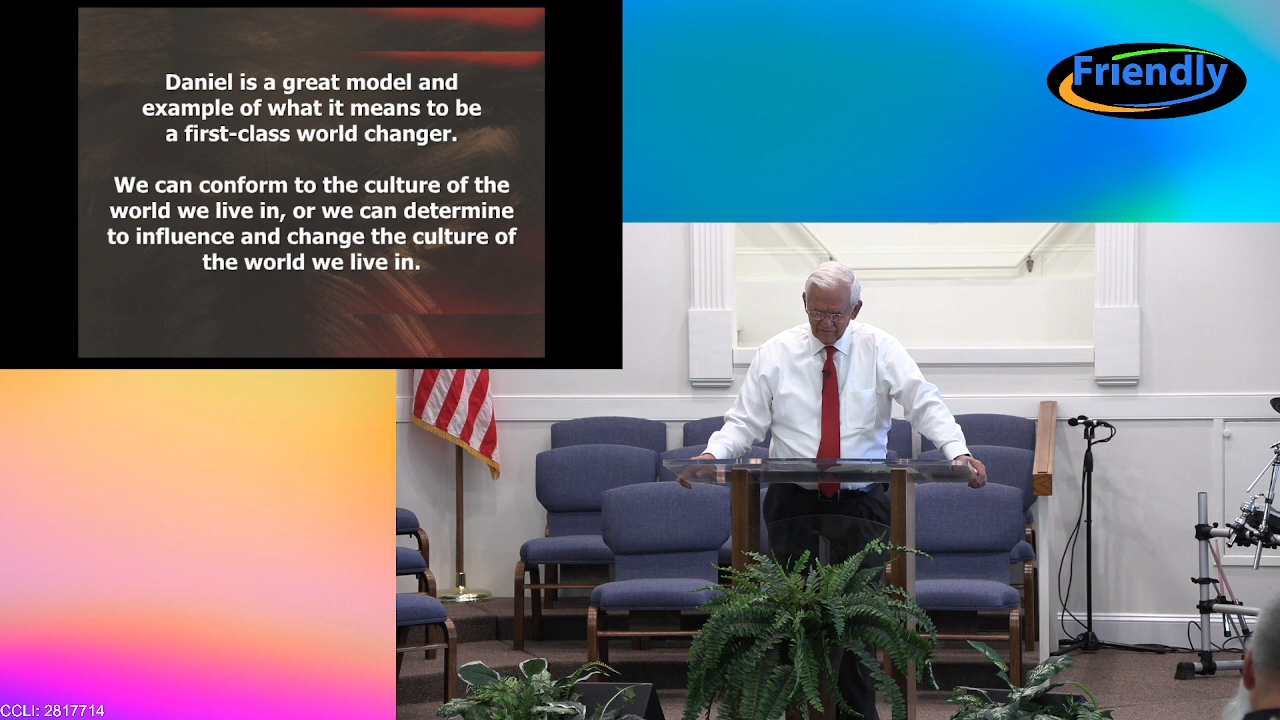 Daniel is a great model and
example of what it means to be
a first-class world changer.
We can conform to the culture of the
world we live in, or we can determine
to influence and change the culture of
the world we live in.
Friendly
CCLI: 2817714